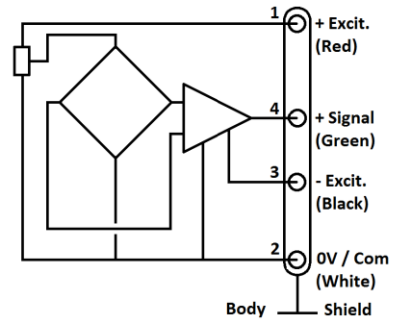 1
+ Excit.
(Red)
4
+ Signal
(Green)
3
- Excit.
(Black)
2
0V / Com
(White)
Body
Shield